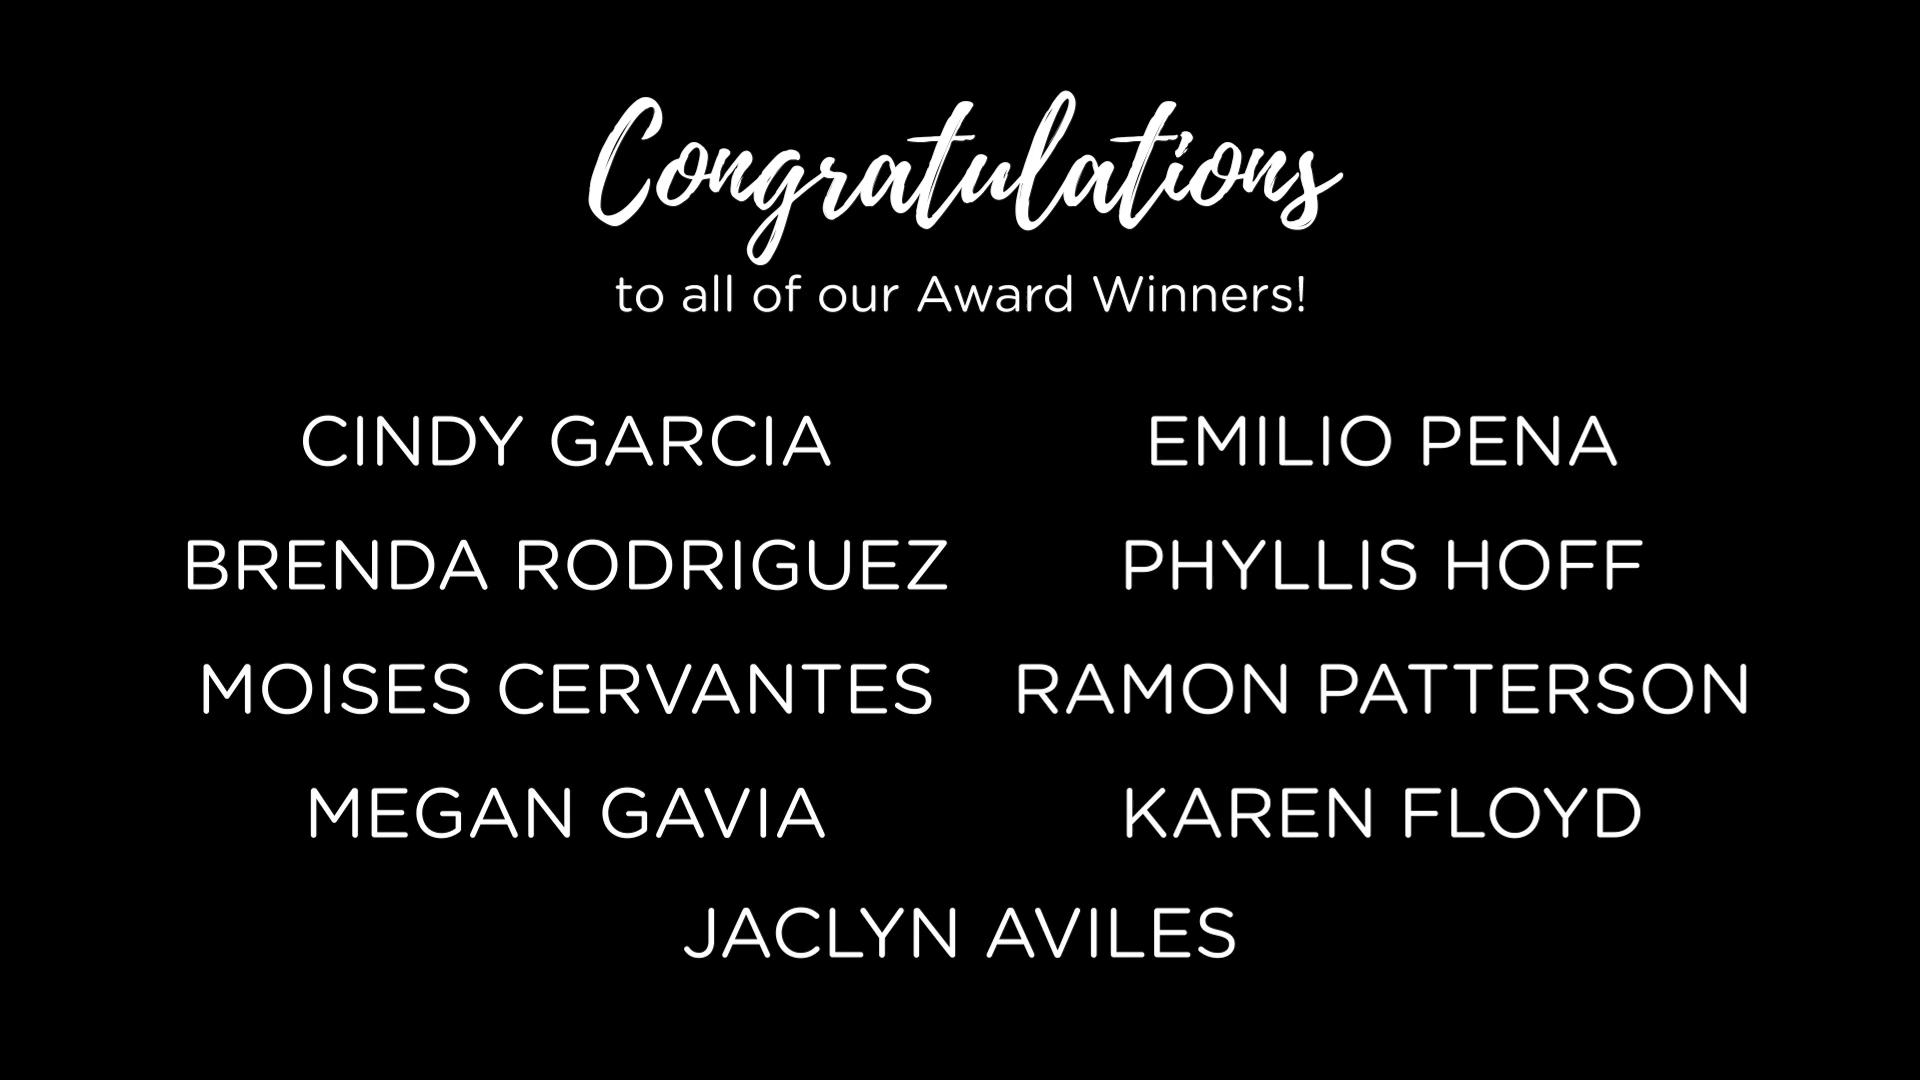 Congratulations
to all of our Award Winners!
CINDY GARCIA
BRENDA RODRIGUEZ
MOISES CERVANTES
MEGAN GAVIA
EMILIO PENA
PHYLLIS HOFF
RAMON PATTERSON
KAREN FLOYD
JACLYN AVILES